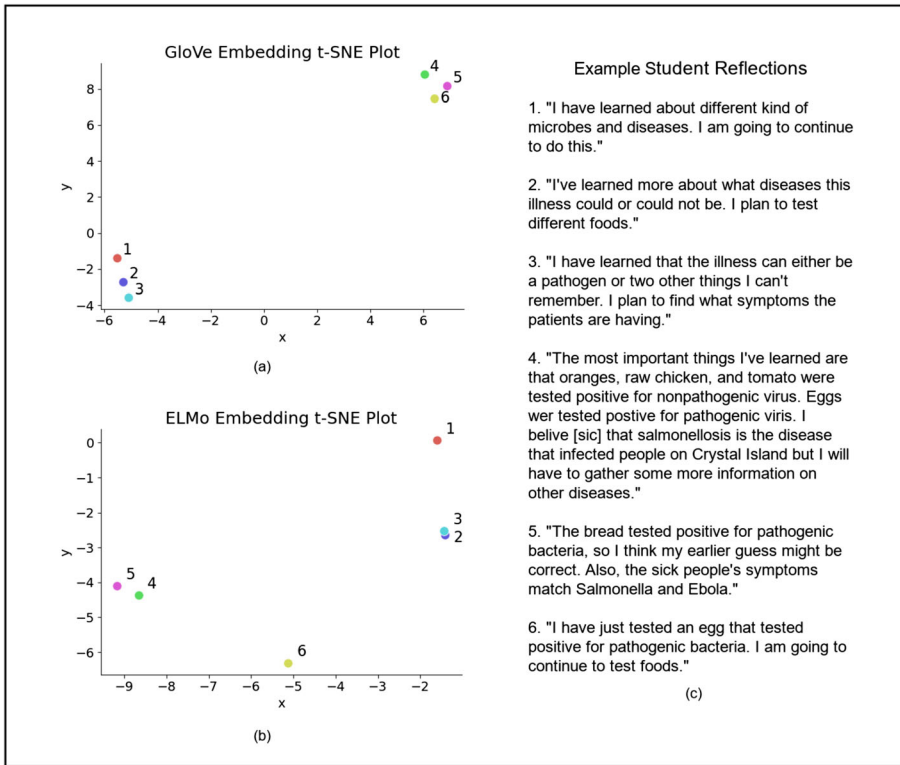 GloVe Embedding t-SNE Plot
8
6
4
2
0
−2
−4
y
−6
−4
−2
0
2
4
6
x
4
5
6
1
2
3
(a)
ELMo Embedding t-SNE Plot
0
−1
−2
−3
−4
−5
−6
y
−9
−8
−7
−6
−5
−4
−3
−2
x
1
3
2
5
4
6
(b)
Example Student Reflections
1. "I have learned about different kind of
microbes and diseases. I am going to continue
to do this."
2. "I've learned more about what diseases this
illness could or could not be. I plan to test
different foods."
3. "I have learned that the illness can either be
a pathogen or two other things I can't
remember. I plan to find what symptoms the
patients are having."
4. "The most important things I've learned are
that oranges, raw chicken, and tomato were
tested positive for nonpathogenic virus. Eggs
wer tested postive for pathogenic viris. I
belive [sic] that salmonellosis is the disease
that infected people on Crystal Island but I will
have to gather some more information on
other diseases."
5. "The bread tested positive for pathogenic
bacteria, so I think my earlier guess might be
correct. Also, the sick people's symptoms
match Salmonella and Ebola."
6. "I have just tested an egg that tested
positive for pathogenic bacteria. I am going to
continue to test foods."
(c)